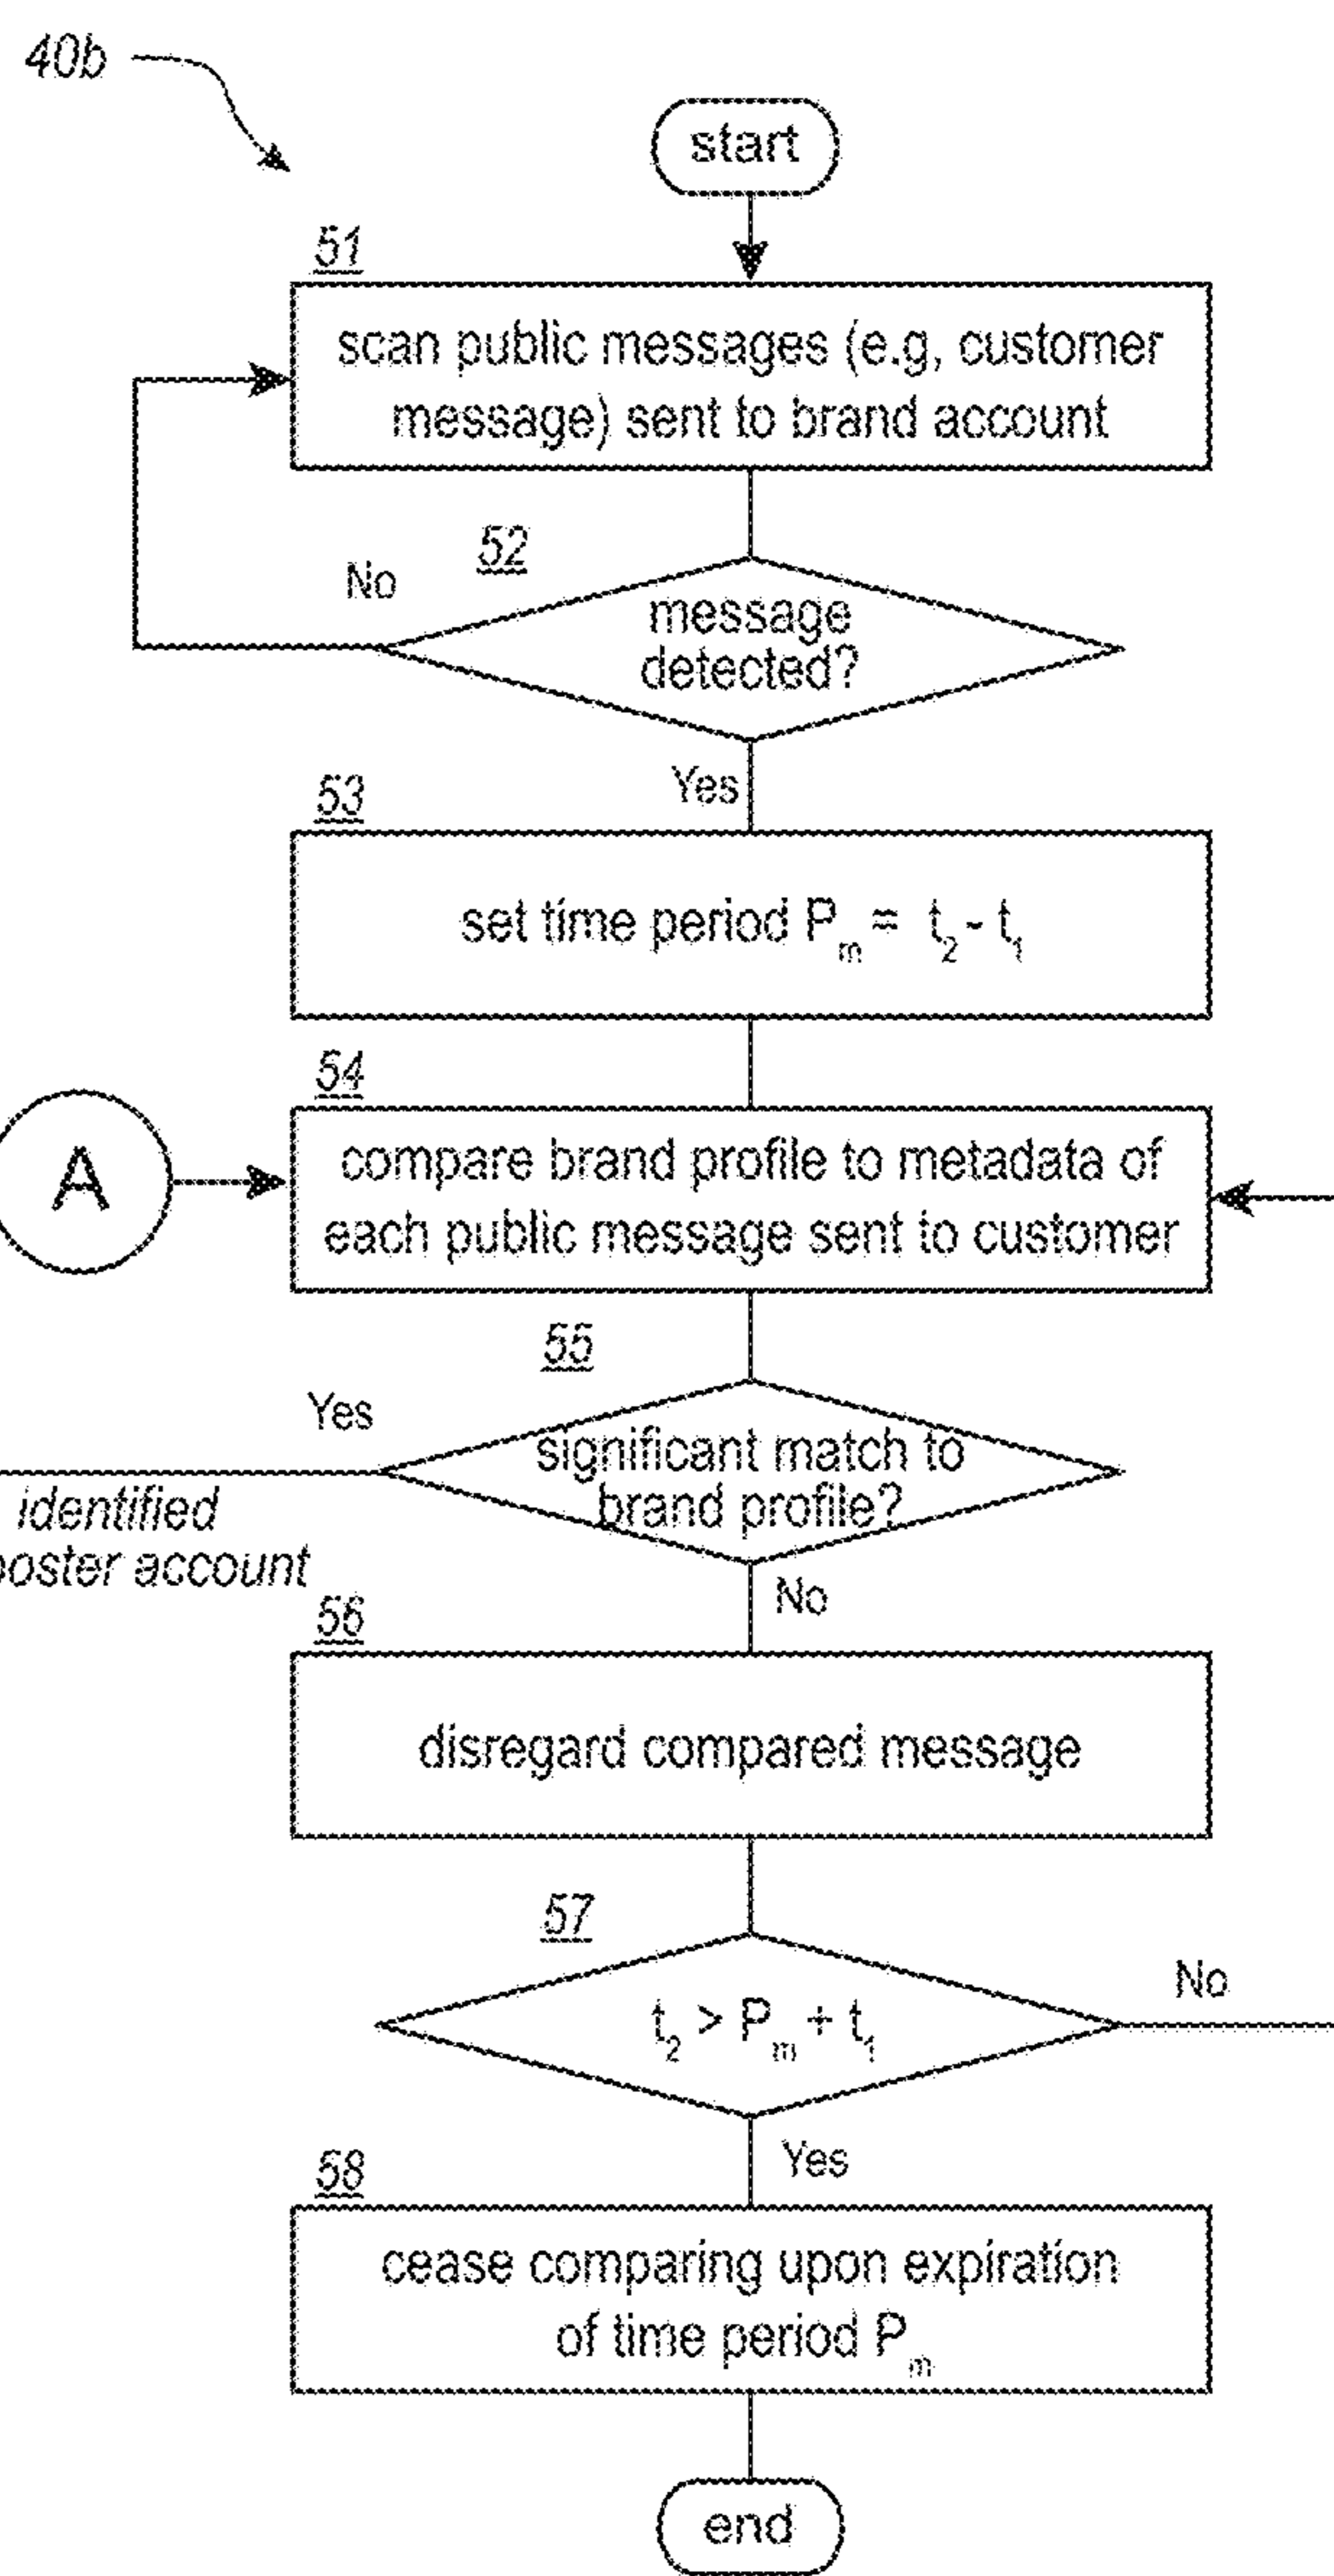 40b
start
51
scan public messages (e.g, customer
message) sent to brand account
52
No
message
detected?
Yes
53
set time period Pm = t2 - t1
54
A
compare brand profile to metadata of
each public message sent to customer
55
Yes
significant match to
brand profile?
identified
account
No
56
disregard compared message
57
No
t2 > Pm + t1
Yes
58
cease comparing upon expiration
of time period Pm
end